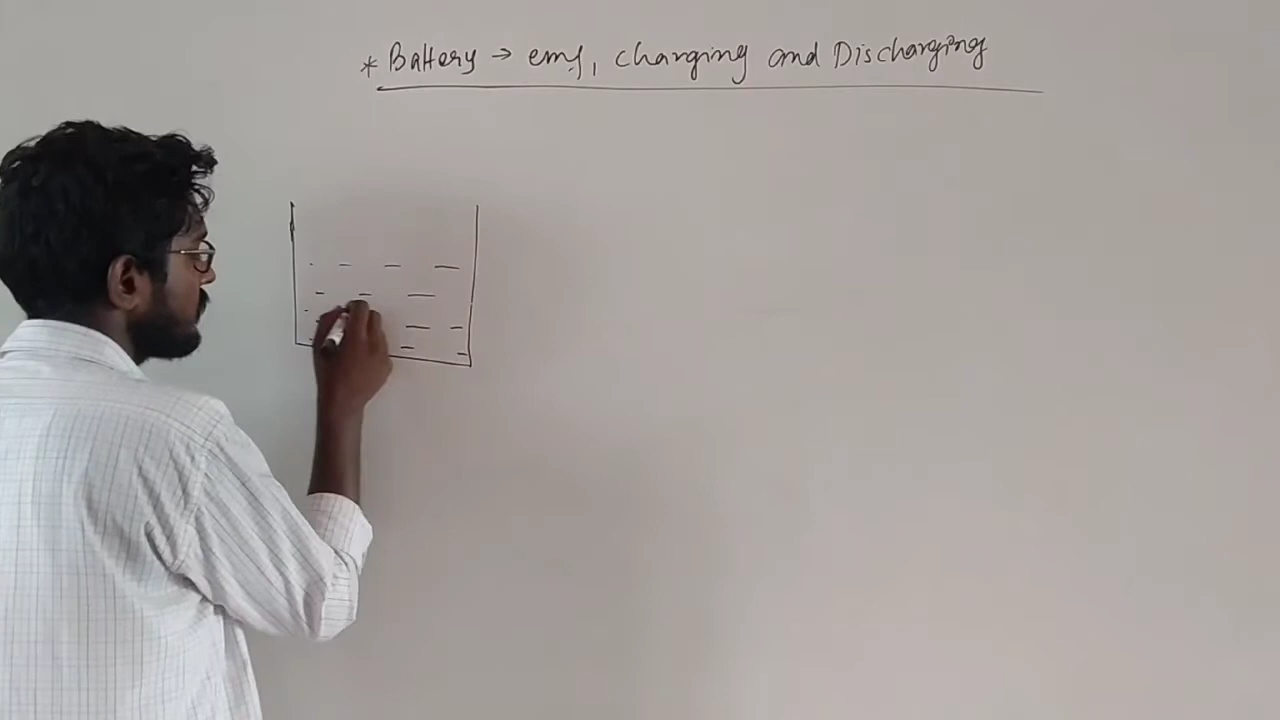 * Battery → emf, charging and Discharging